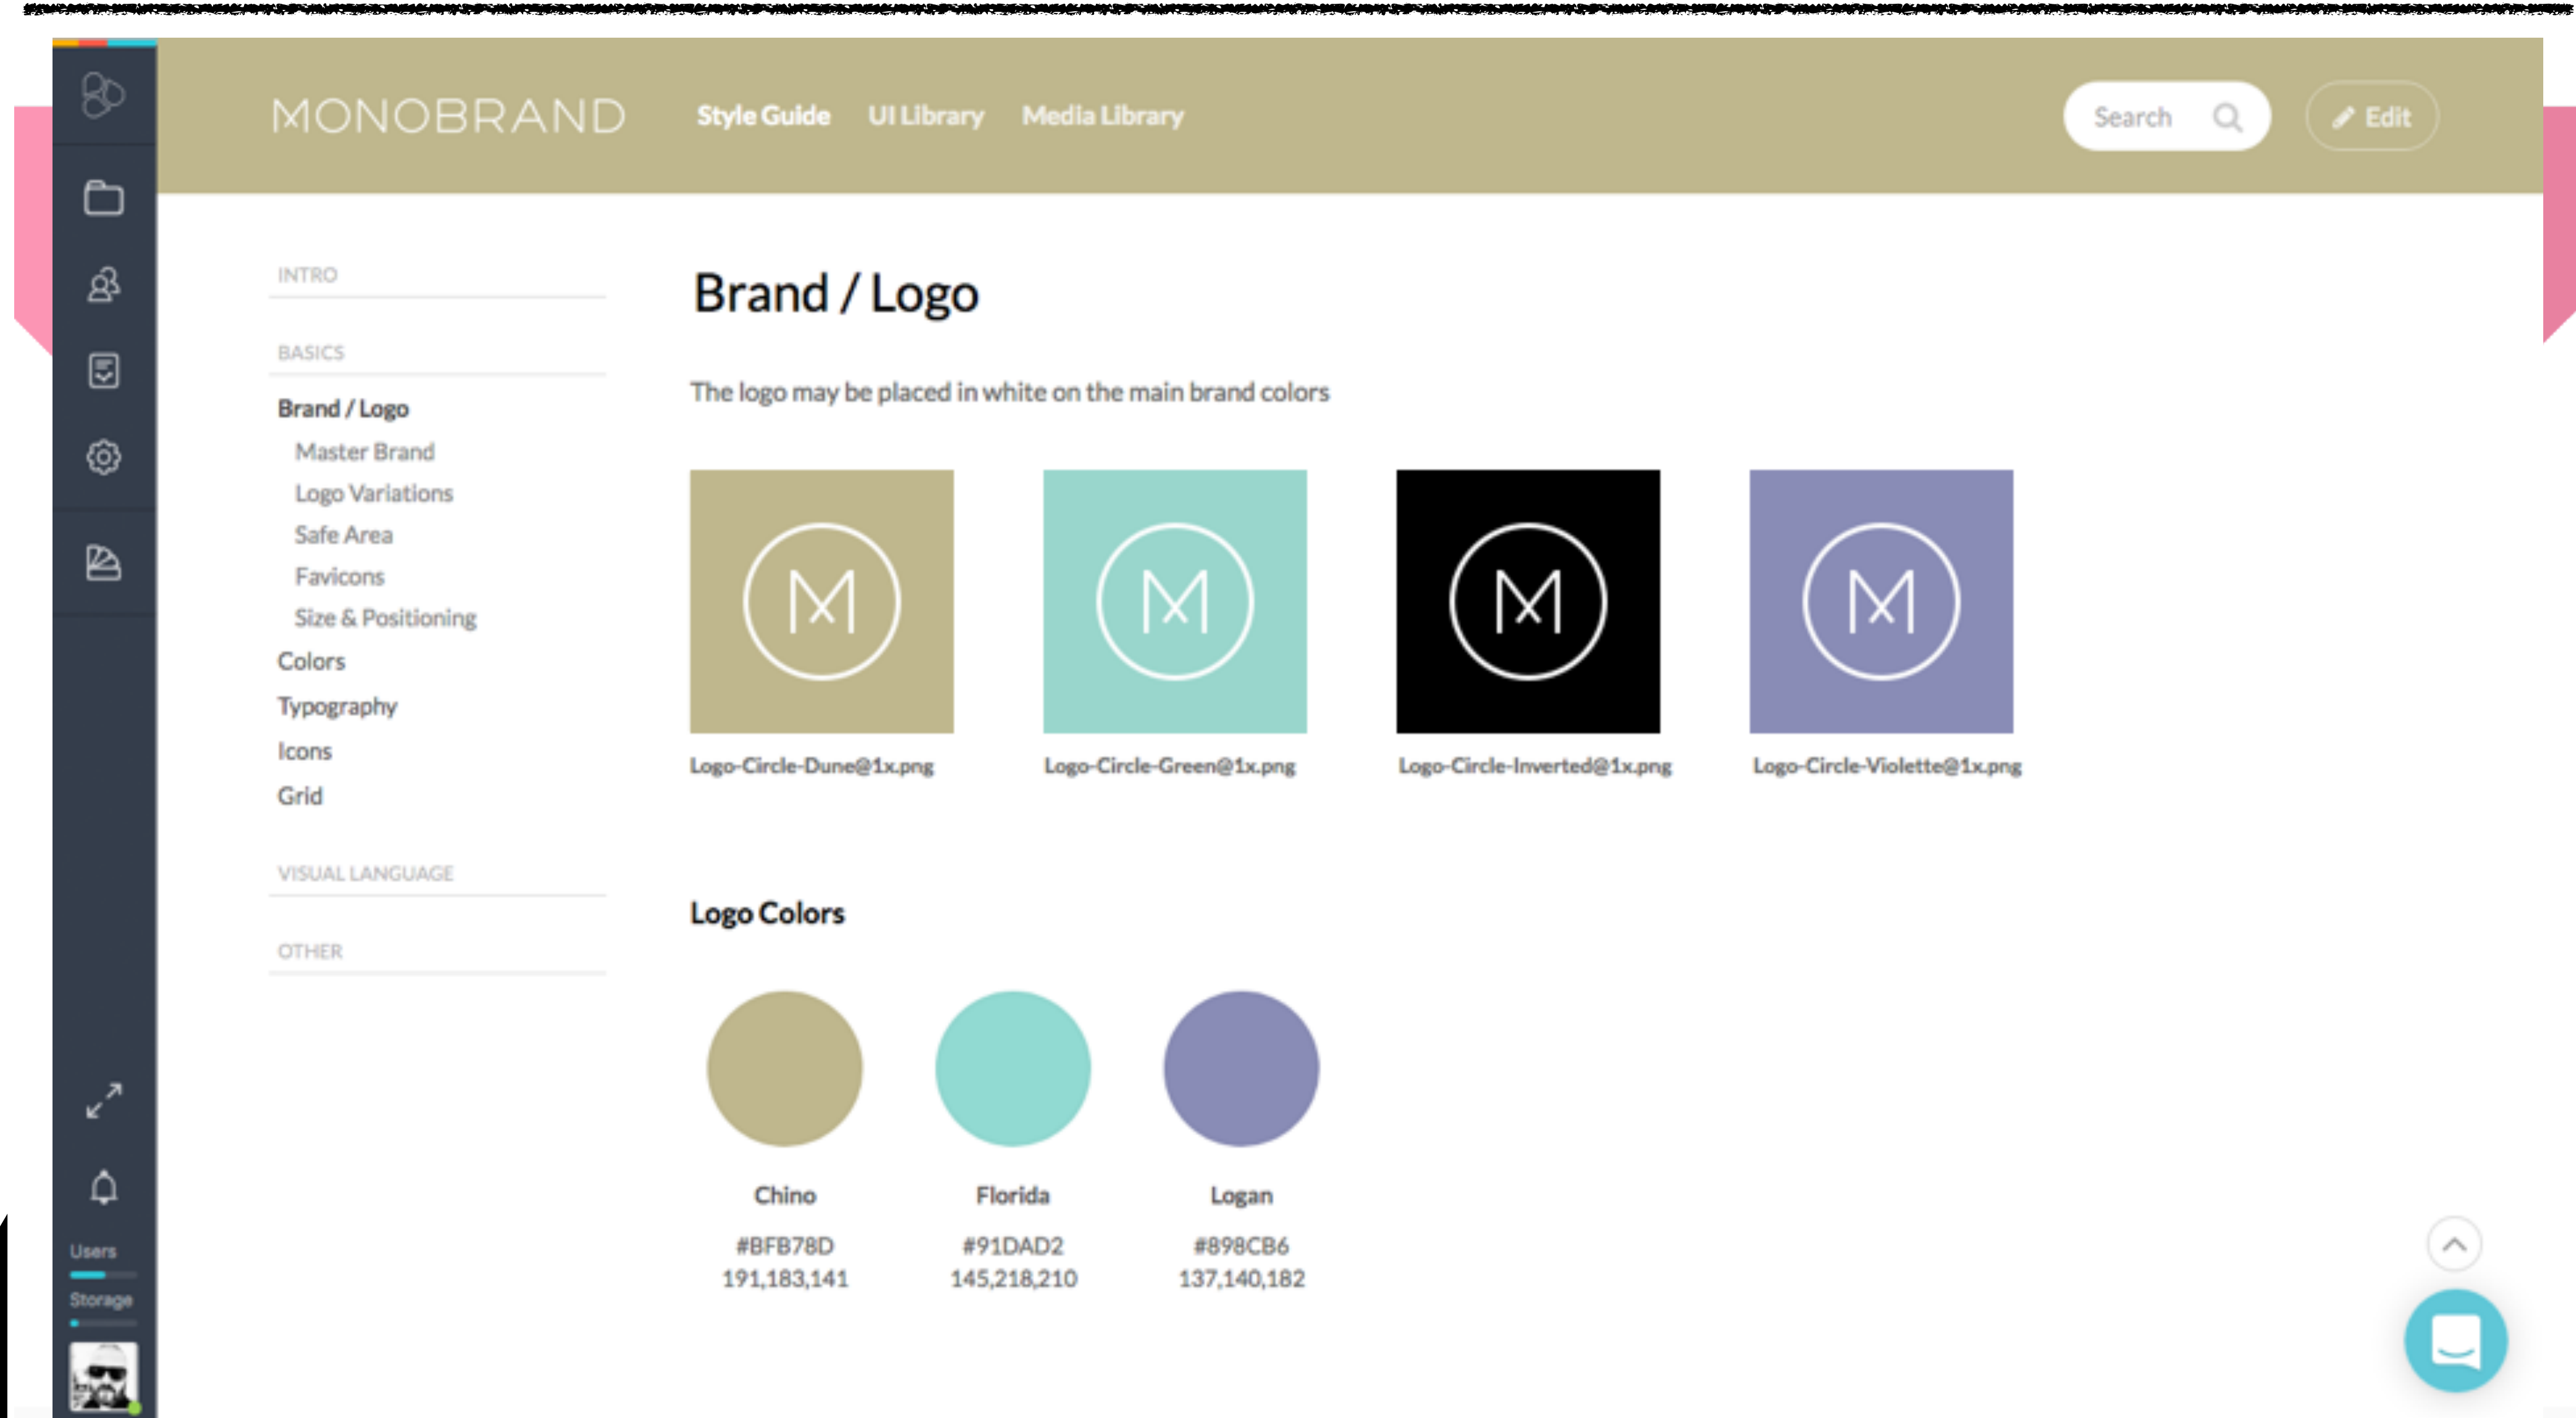 MONOBRAND
Style Guide
UI Library
Media Library
Search
Edit
INTRO
BASICS
Brand / Logo
Master Brand
Logo Variations
Safe Area
Favicons
Size & Positioning
Colors
Typography
Icons
Grid
VISUAL LANGUAGE
OTHER
Brand / Logo
The logo may be placed in white on the main brand colors
M
M
M
M
Logo-Circle-Dune@1x.png
Logo-Circle-Green@1x.png
Logo-Circle-Inverted@1x.png
Logo-Circle-Violette@1x.png
Logo Colors
Chino
#BFB78D
191,183,141
Florida
#91DAD2
145,218,210
Logan
#898CB6
137,140,182
Users
Storage